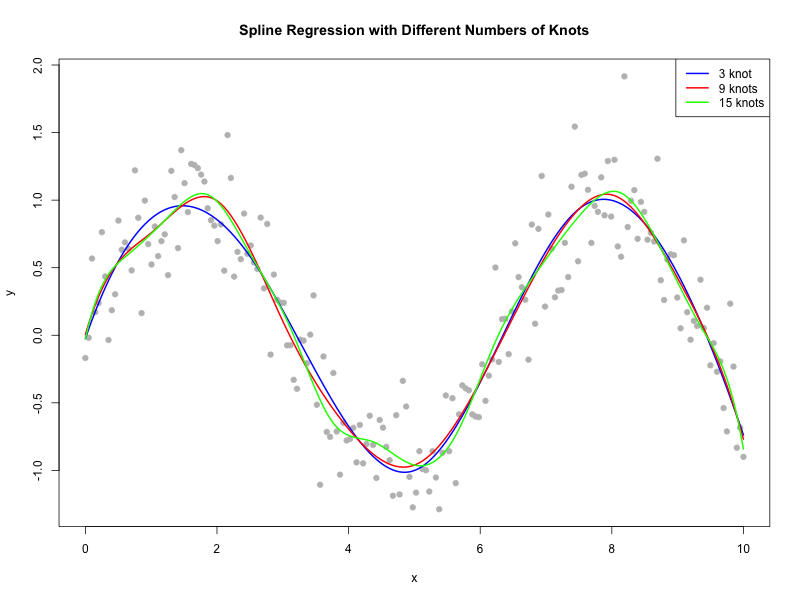 Spline Regression with Different Numbers of Knots
3 knot
9 knots
15 knots
2.0
1.5
1.0
0.5
0.0
-0.5
-1.0
y
0 2 4 6 8 10
x